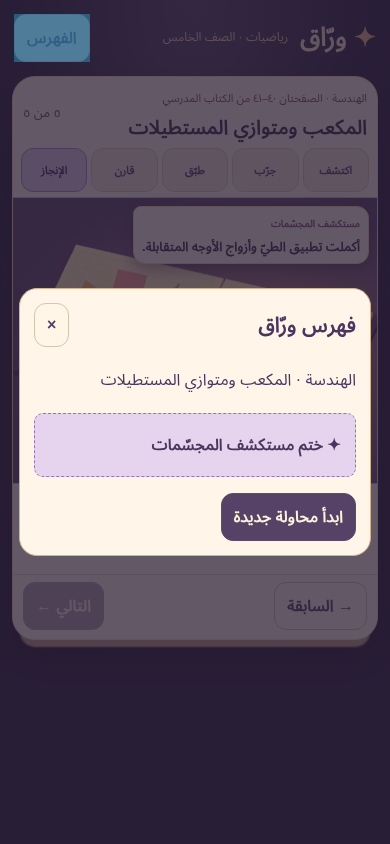 ✦ ورّاق
رياضيات · الصف الخامس
الفهرس
الهندسة · الصفحتان ٤٠–٤١ من الكتاب المدرسي
المكعب ومتوازي المستطيلات
٥ من ٥
اكتشف
جرّب
طبّق
قارن
الإنجاز
مستكشف المجسّمات
أكملت تطبيق الطيّ وأزواج الأوجه المتقابلة.
فهرس ورّاق
×
الهندسة · المكعب ومتوازي المستطيلات
✦ ختم مستكشف المجسّمات
ابدأ محاولة جديدة
→ السابقة
التالي ←